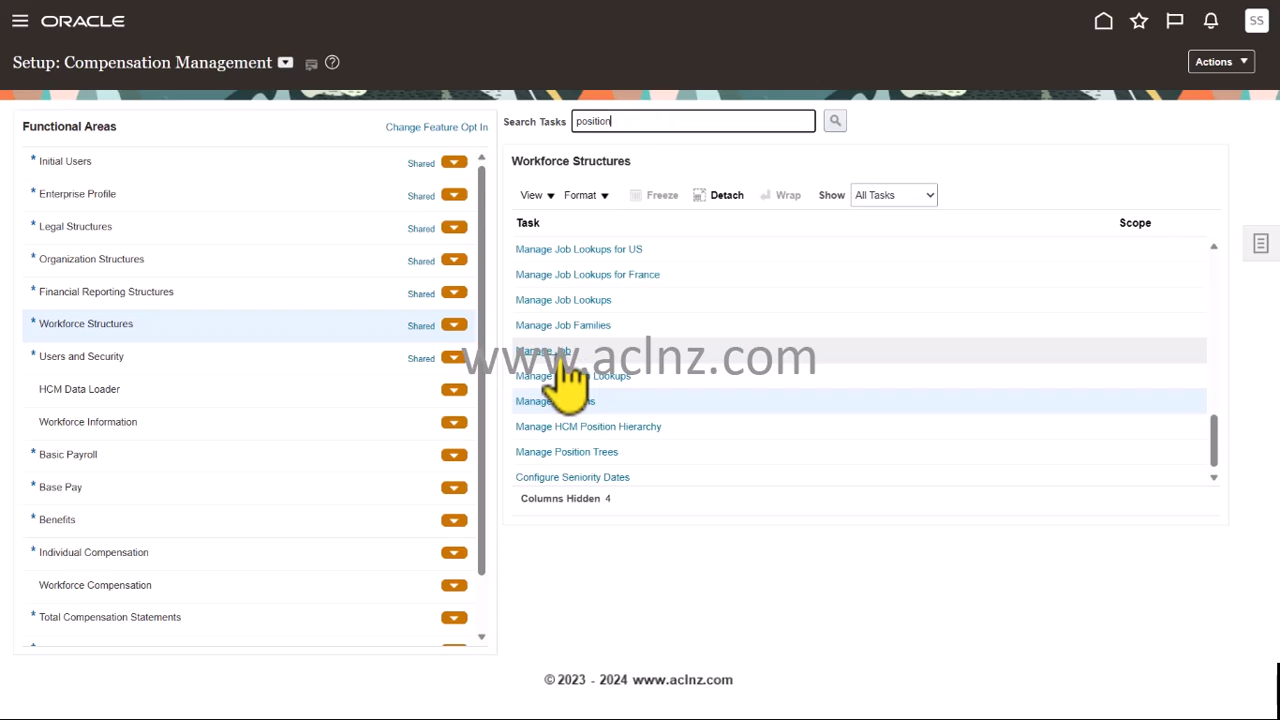 ORACLE
SS
Setup: Compensation Management
Actions
Functional Areas
Change Feature Opt In
* Initial Users Shared
* Enterprise Profile Shared
* Legal Structures Shared
* Organization Structures Shared
* Financial Reporting Structures Shared
* Workforce Structures Shared
* Users and Security Shared
HCM Data Loader
Workforce Information
* Basic Payroll
* Base Pay
* Benefits
* Individual Compensation
Workforce Compensation
* Total Compensation Statements
Search Tasks position
Workforce Structures
View Format Freeze Detach Wrap Show All Tasks
Task Scope
Manage Job Lookups for US
Manage Job Lookups for France
Manage Job Lookups
Manage Job Families
Manage Job
www.aclnz.com
Manage Lookups
Manage
Manage HCM Position Hierarchy
Manage Position Trees
Configure Seniority Dates
Columns Hidden 4
© 2023 - 2024 www.aclnz.com